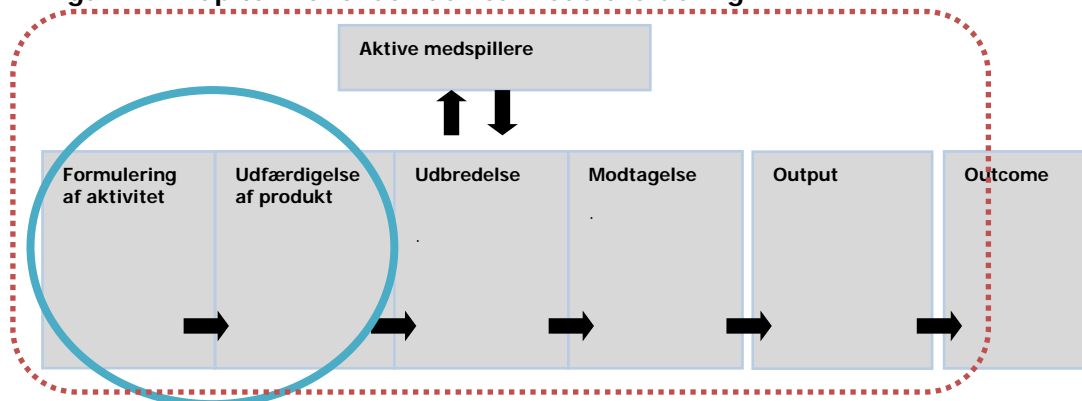 Aktive medspillere
Formulering
af aktivitet
Udfærdigelse
af produkt
Udbredelse
.
Modtagelse
.
Output
Outcome